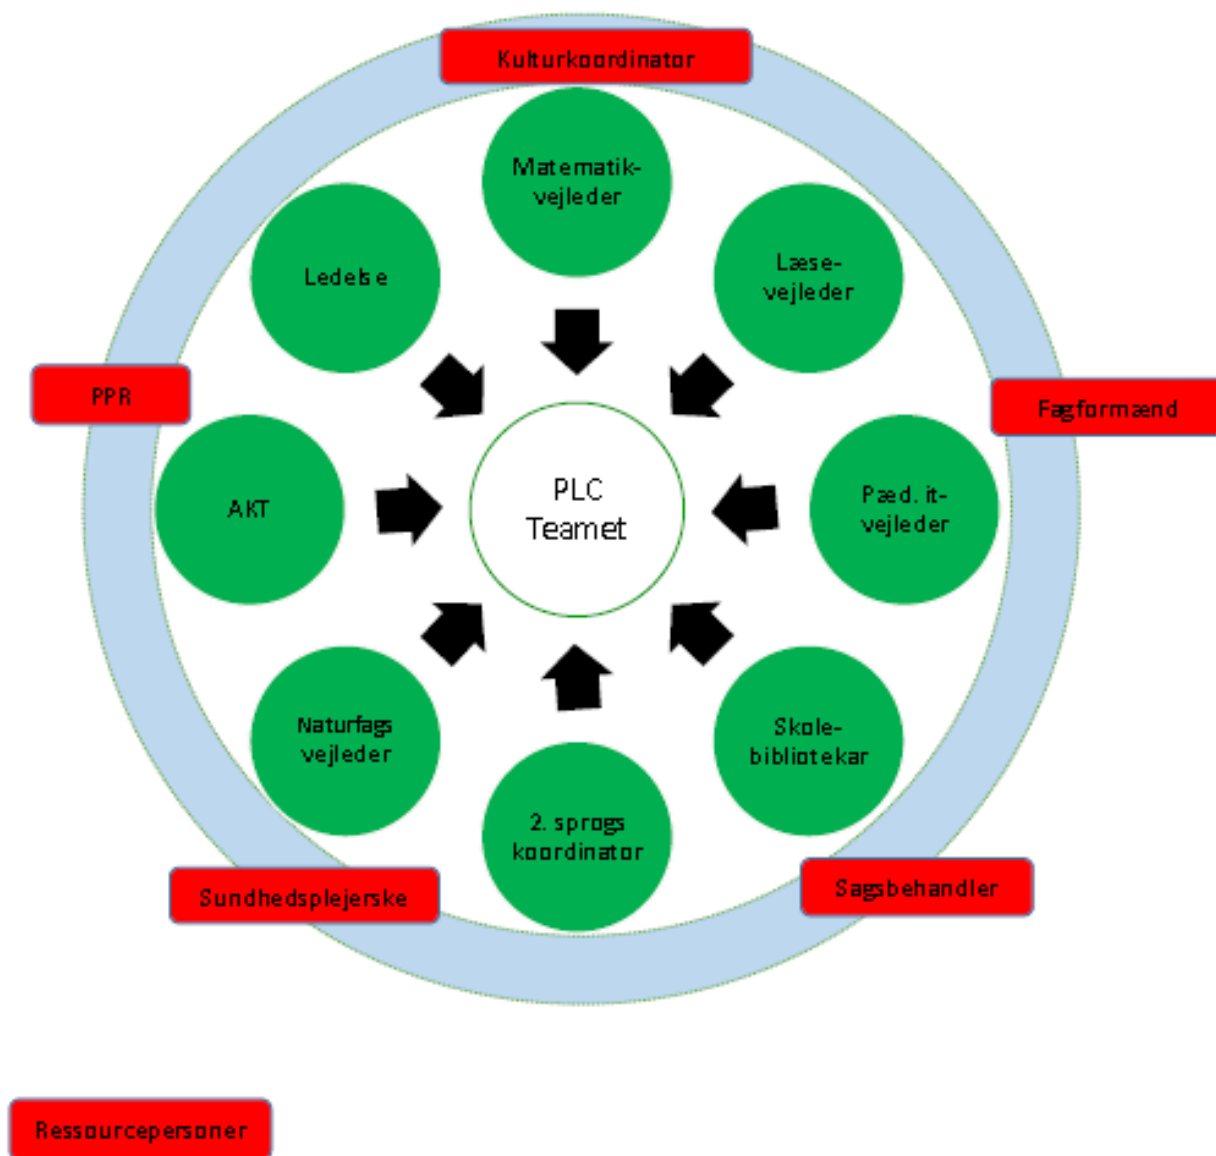 Kulturkoordinator
Matematik-
vejleder
Ledelse
Læse-
vejleder
PPR
Fagformænd
AKT
PLC
Teamet
Pæd. it-
vejleder
Naturfags
vejleder
Skole-
bibliotekar
2. sprogs
koordinator
Sundhedsplejerske
Sagsbehandler
Ressourcepersoner